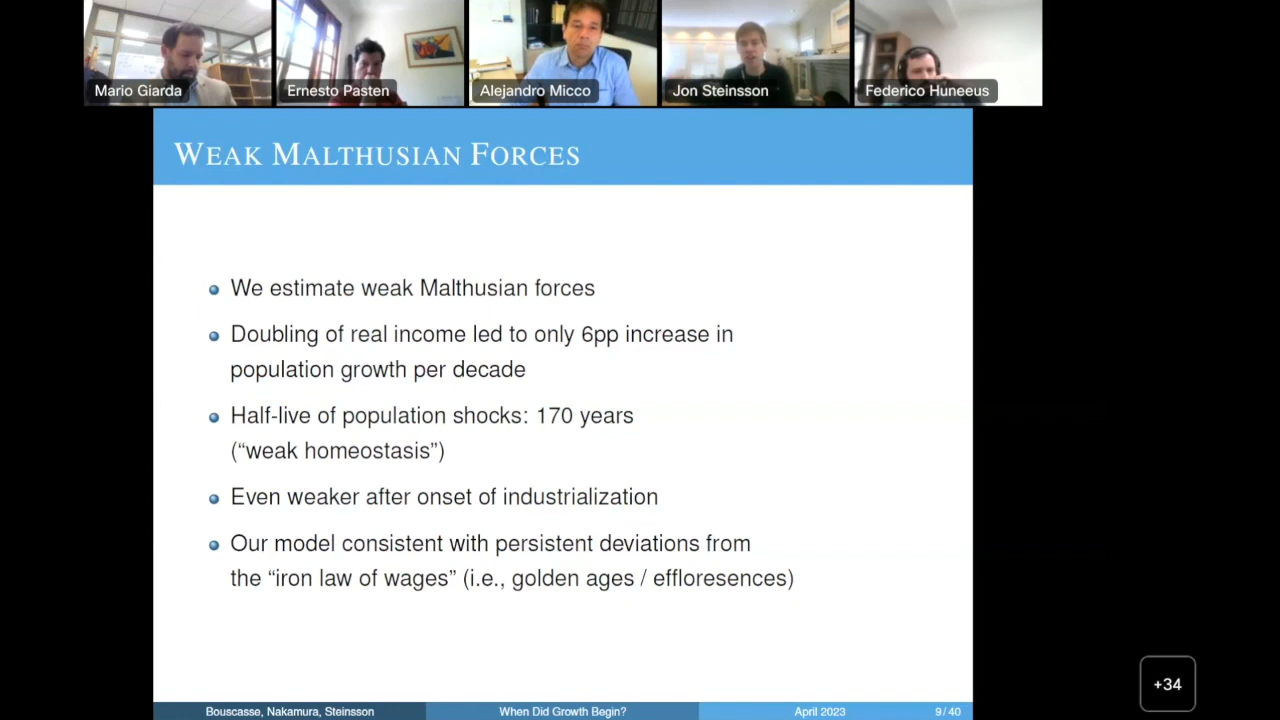 Mario Giarda
Ernesto Pasten
Alejandro Micco
Jon Steinsson
Federico Huneeus
WEAK MALTHUSIAN FORCES
We estimate weak Malthusian forces
Doubling of real income led to only 6pp increase in
population growth per decade
Half-live of population shocks: 170 years
(“weak homeostasis”)
Even weaker after onset of industrialization
Our model consistent with persistent deviations from
the “iron law of wages” (i.e., golden ages / effloresences)
Bouscasse, Nakamura, Steinsson
When Did Growth Begin?
April 2023
9 / 40
+34